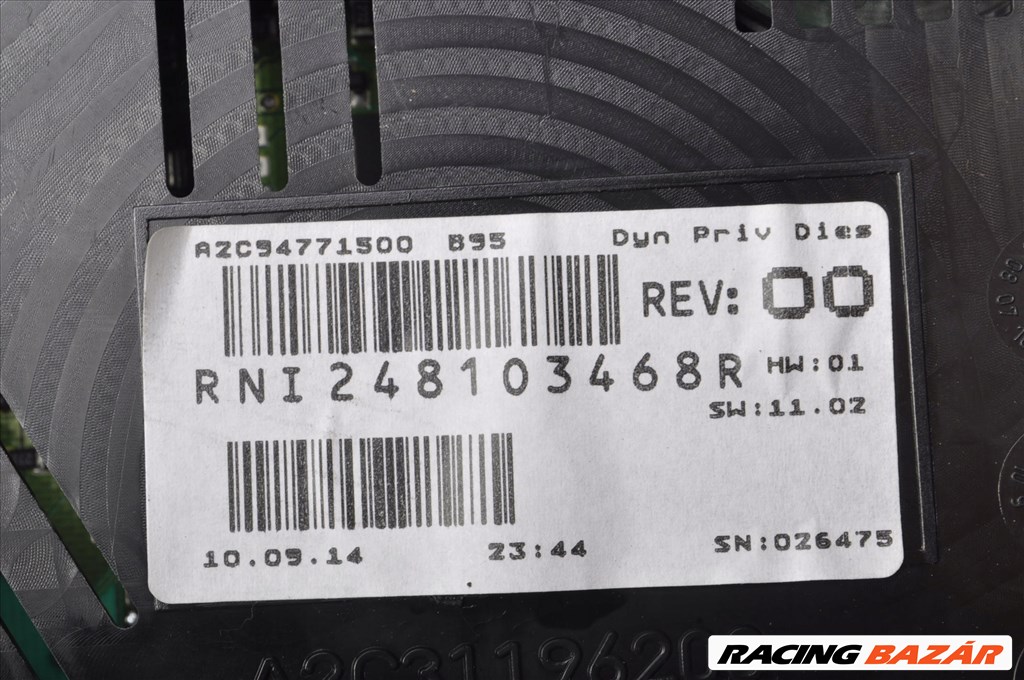 A2C94771500 B95 Dyn Priv Dies
REV: 00
RNI 248103468R HW:01
SW:11.02
10.09.14 23:44 SN:026475
RACING BAZÁR